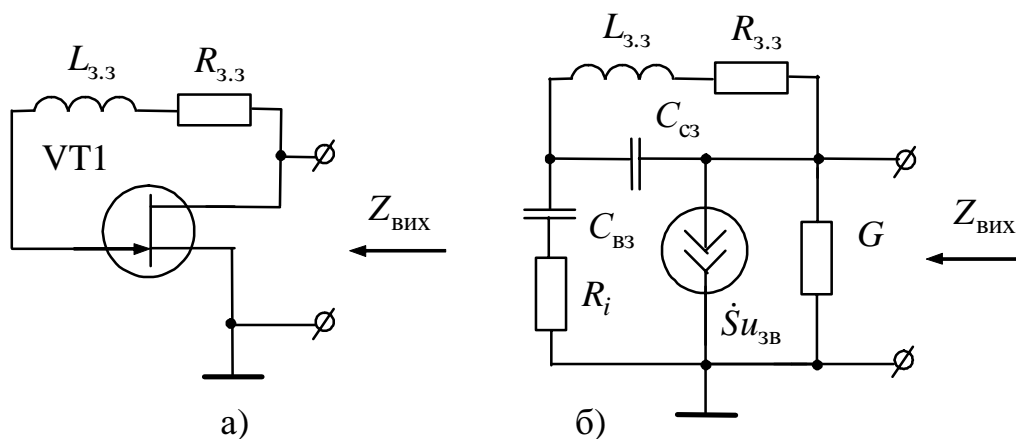 L з.з
R з.з
VT1
Z вих
а)
L з.з
R з.з
C сз
C вз
R i
Ṡu зв
G
Z вих
б)